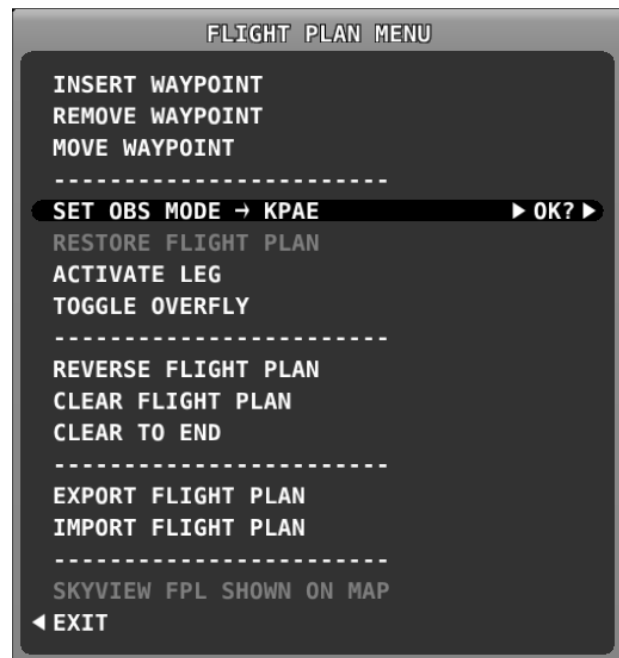 FLIGHT PLAN MENU
INSERT WAYPOINT
REMOVE WAYPOINT
MOVE WAYPOINT
--------------------------
SET OBS MODE → KPAE ▶ OK? ▶
RESTORE FLIGHT PLAN
ACTIVATE LEG
TOGGLE OVERFLY
--------------------------
REVERSE FLIGHT PLAN
CLEAR FLIGHT PLAN
CLEAR TO END
--------------------------
EXPORT FLIGHT PLAN
IMPORT FLIGHT PLAN
--------------------------
SKYVIEW FPL SHOWN ON MAP
◀ EXIT